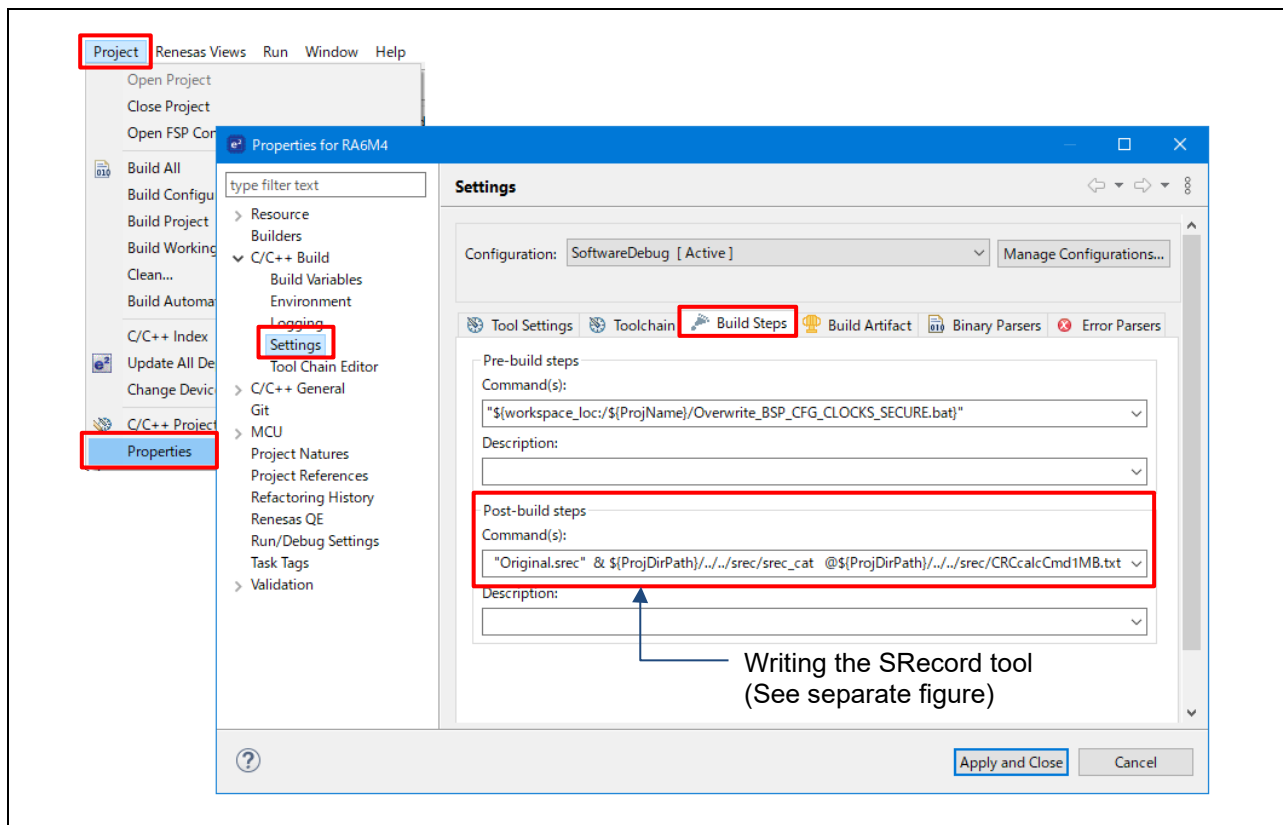 Project Renesas Views Run Window Help
Open Project
Close Project
Open FSP Con
Build All
Build Configu
Build Project
Build Working
Clean...
Build Automa
C/C++ Index
Update All De
Change Devic
C/C++ Project
Properties
Properties for RA6M4
type filter text
Resource
Builders
C/C++ Build
Build Variables
Environment
Logging
Settings
Tool Chain Editor
C/C++ General
Git
MCU
Project Natures
Project References
Refactoring History
Renesas QE
Run/Debug Settings
Task Tags
Validation
Settings
Configuration: SoftwareDebug [ Active ] Manage Configurations...
Tool Settings Toolchain Build Steps Build Artifact Binary Parsers Error Parsers
Pre-build steps
Command(s):
"${workspace_loc:/${ProjName}/Overwrite_BSP_CFG_CLOCKS_SECURE.bat}"
Description:
Post-build steps
Command(s):
"Original.srec" & ${ProjDirPath}/../../srec/srec_cat @${ProjDirPath}/../../srec/CRCcalcCmd1MB.txt
Description:
Writing the SRecord tool
(See separate figure)
Apply and Close Cancel